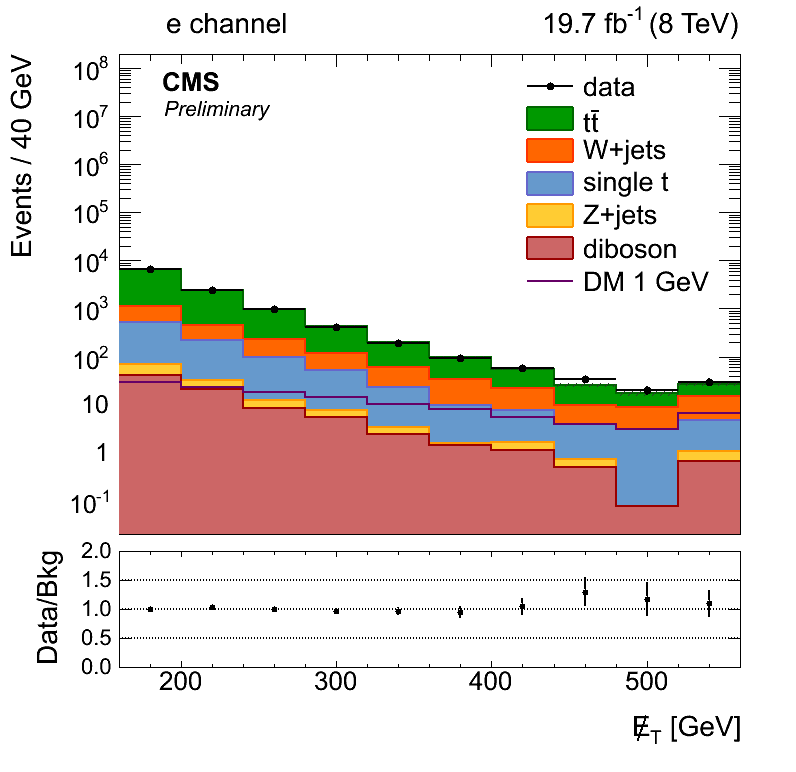 e channel 19.7 fb⁻¹ (8 TeV)
CMS
Preliminary
data
tt̄
W+jets
single t
Z+jets
diboson
DM 1 GeV
Events / 40 GeV
10⁸
10⁷
10⁶
10⁵
10⁴
10³
10²
10
1
10⁻¹
Data/Bkg
2.0
1.5
1.0
0.5
0.0
200 300 400 500
E̸_T [GeV]